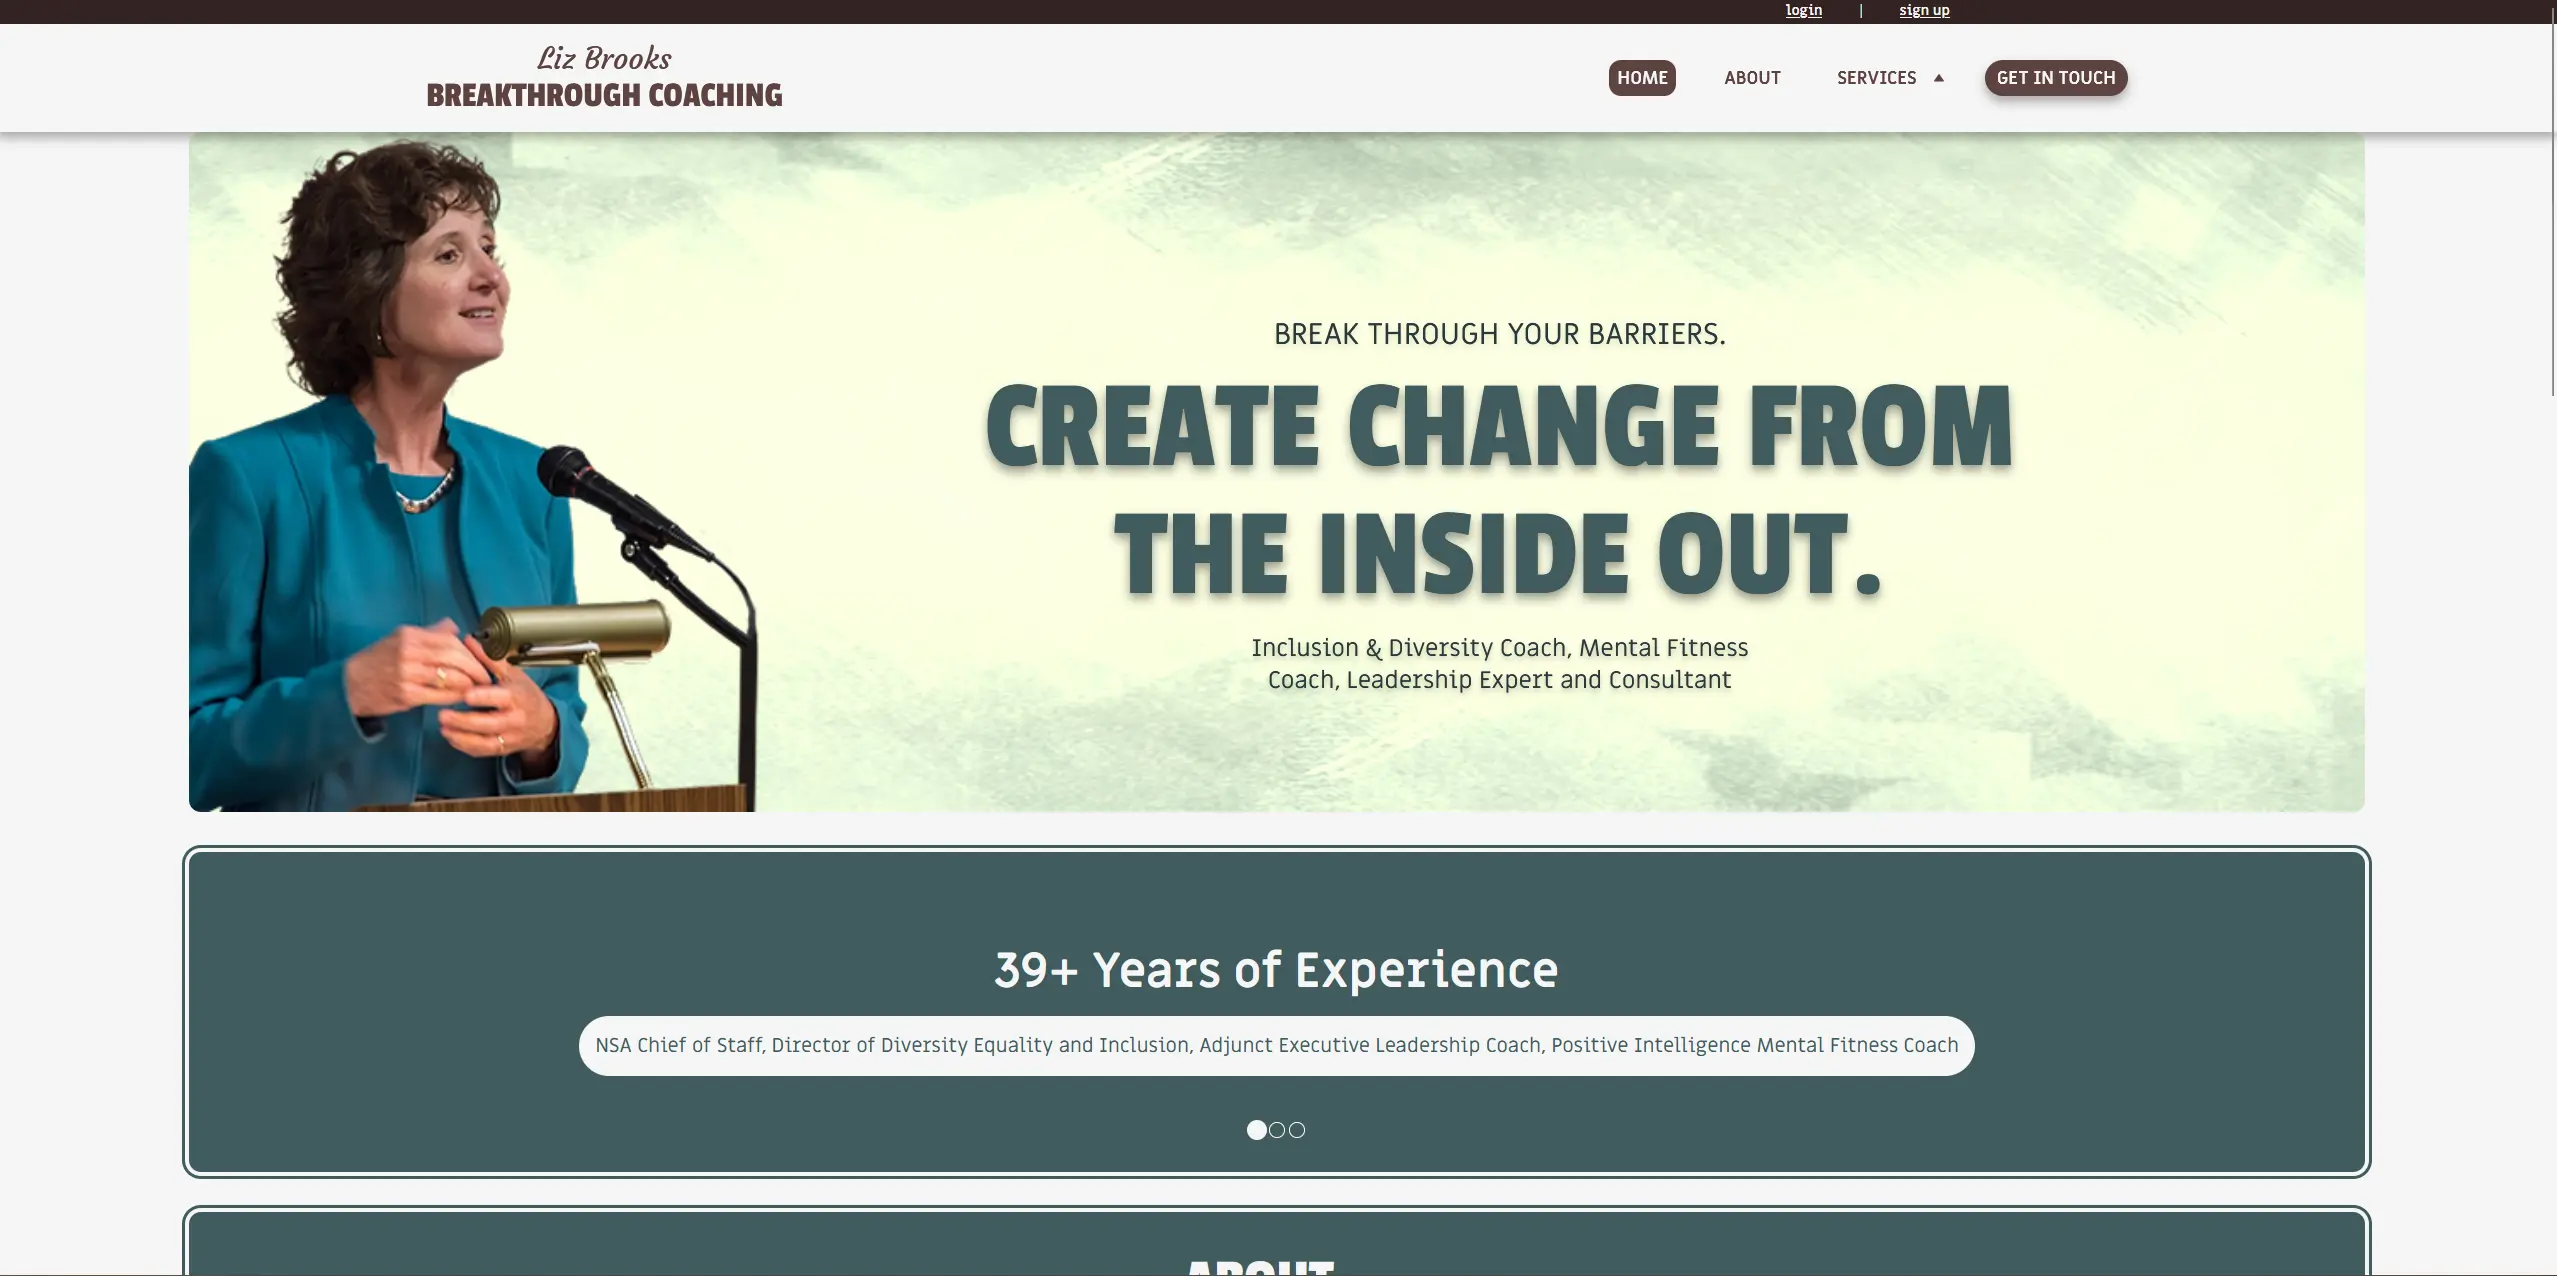 login | sign up
Liz Brooks
BREAKTHROUGH COACHING
HOME ABOUT SERVICES GET IN TOUCH
BREAK THROUGH YOUR BARRIERS.
CREATE CHANGE FROM
THE INSIDE OUT.
Inclusion & Diversity Coach, Mental Fitness
Coach, Leadership Expert and Consultant
39+ Years of Experience
NSA Chief of Staff, Director of Diversity Equality and Inclusion, Adjunct Executive Leadership Coach, Positive Intelligence Mental Fitness Coach
ABOUT